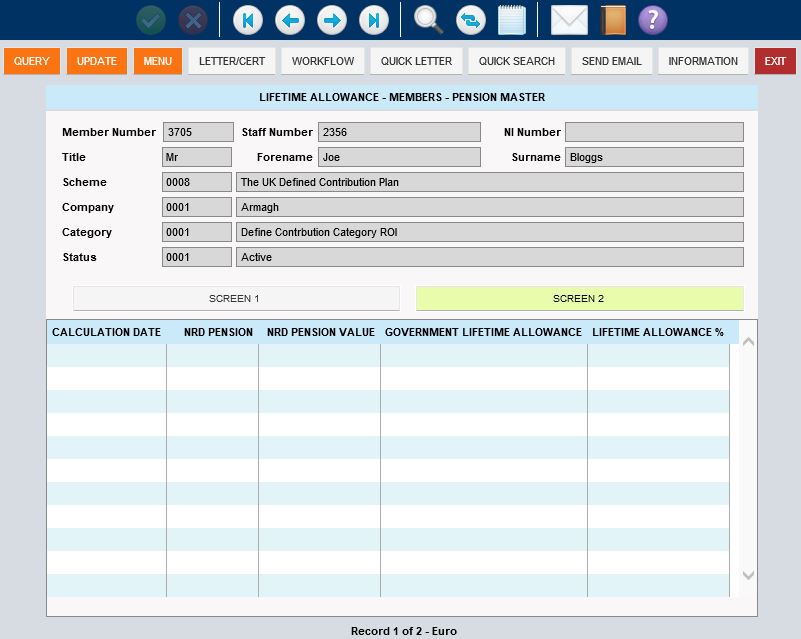 ?
QUERY UPDATE MENU LETTER/CERT WORKFLOW QUICK LETTER QUICK SEARCH SEND EMAIL INFORMATION EXIT
LIFETIME ALLOWANCE - MEMBERS - PENSION MASTER
Member Number 3705 Staff Number 2356 NI Number
Title Mr Forename Joe Surname Bloggs
Scheme 0008 The UK Defined Contribution Plan
Company 0001 Armagh
Category 0001 Define Contrbution Category ROI
Status 0001 Active
SCREEN 1 SCREEN 2
CALCULATION DATE NRD PENSION NRD PENSION VALUE GOVERNMENT LIFETIME ALLOWANCE LIFETIME ALLOWANCE %
Record 1 of 2 - Euro